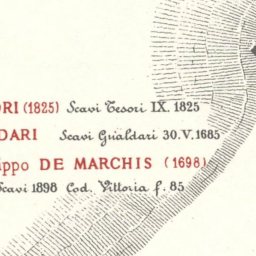 ORI (1825) Scavi Tesori IX. 1825
DARI Scavi Gualdari 30.V.1685
ippo DE MARCHIS (1698)
Scavi 1898 Cod. Vittoria f. 85